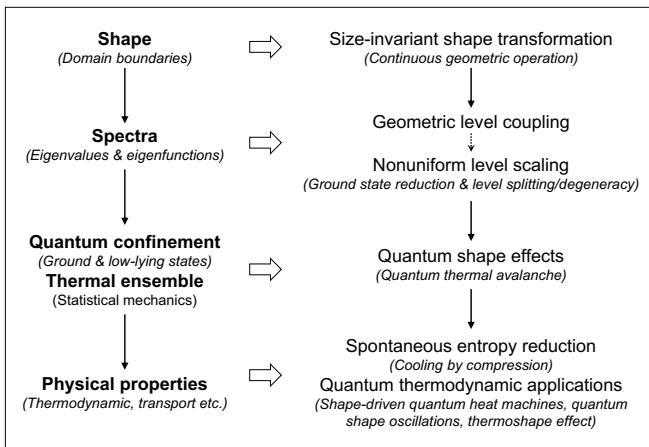 Shape
(Domain boundaries)
Size-invariant shape transformation
(Continuous geometric operation)
Spectra
(Eigenvalues & eigenfunctions)
Geometric level coupling
Nonuniform level scaling
(Ground state reduction & level splitting/degeneracy)
Quantum confinement
(Ground & low-lying states)
Thermal ensemble
(Statistical mechanics)
Quantum shape effects
(Quantum thermal avalanche)
Physical properties
(Thermodynamic, transport etc.)
Spontaneous entropy reduction
(Cooling by compression)
Quantum thermodynamic applications
(Shape-driven quantum heat machines, quantum
shape oscillations, thermoshape effect)